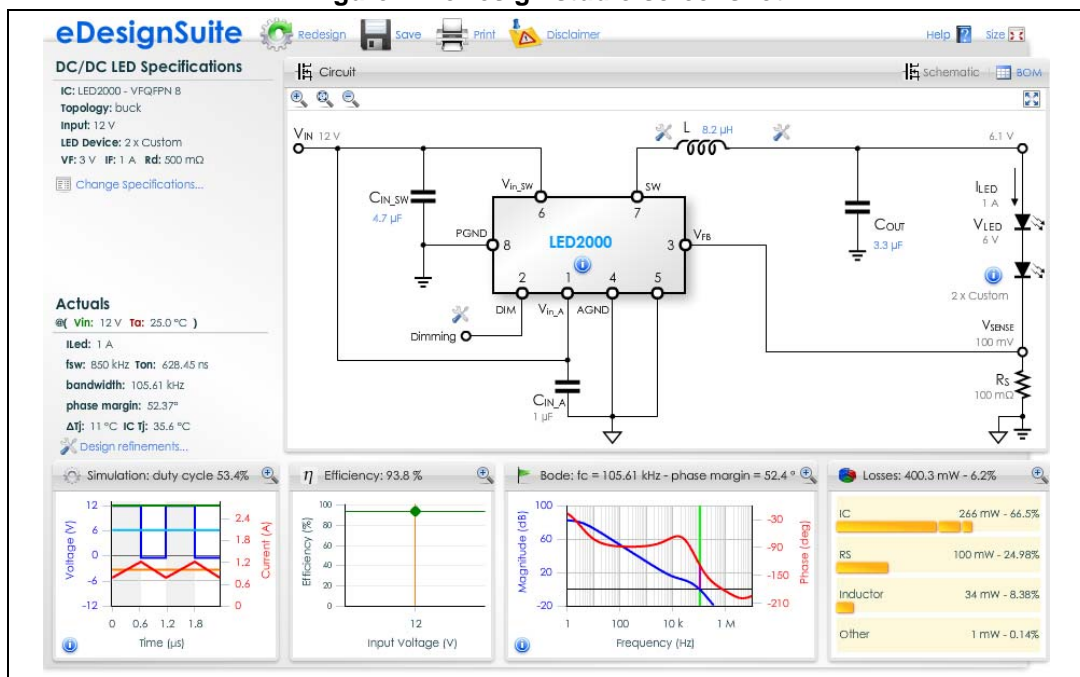 eDesignSuite
Redesign
Save
Print
Disclaimer
Help
Size
DC/DC LED Specifications
IC: LED2000 - VFQFPN 8
Topology: buck
Input: 12 V
LED Device: 2 x Custom
VF: 3 V IF: 1 A Rd: 500 mΩ
Change Specifications...
Actuals
@( Vin: 12 V Ta: 25.0 °C )
ILed: 1 A
fsw: 850 kHz Ton: 628.45 ns
bandwidth: 105.61 kHz
phase margin: 52.37°
ΔTj: 11 °C IC Tj: 35.6 °C
Design refinements...
Circuit
Schematic
BOM
VIN 12 V
L 8.2 µH
6.1 V
CIN_SW
4.7 µF
Vin_SW
6
SW
7
PGND
8
LED2000
3
VFB
2
1
4
5
DIM
Vin_A
AGND
Dimming
CIN_A
1 µF
COUT
3.3 µF
ILED
1 A
VLED
6 V
2 x Custom
VSENSE
100 mV
RS
100 mΩ
Simulation: duty cycle 53.4%
Voltage (V)
12
6
0
-6
-12
2.4
1.8
1.2
0.6
0
Current (A)
0 0.6 1.2 1.8
Time (µs)
η Efficiency: 93.8 %
Efficiency (%)
100
80
60
40
20
0
12
Input Voltage (V)
Bode: fc = 105.61 kHz - phase margin = 52.4 °
Magnitude (dB)
100
60
20
-20
-30
-90
-150
-210
Phase (deg)
1 100 10 k 1 M
Frequency (Hz)
Losses: 400.3 mW - 6.2%
IC 266 mW - 66.5%
RS 100 mW - 24.98%
Inductor 34 mW - 8.38%
Other 1 mW - 0.14%